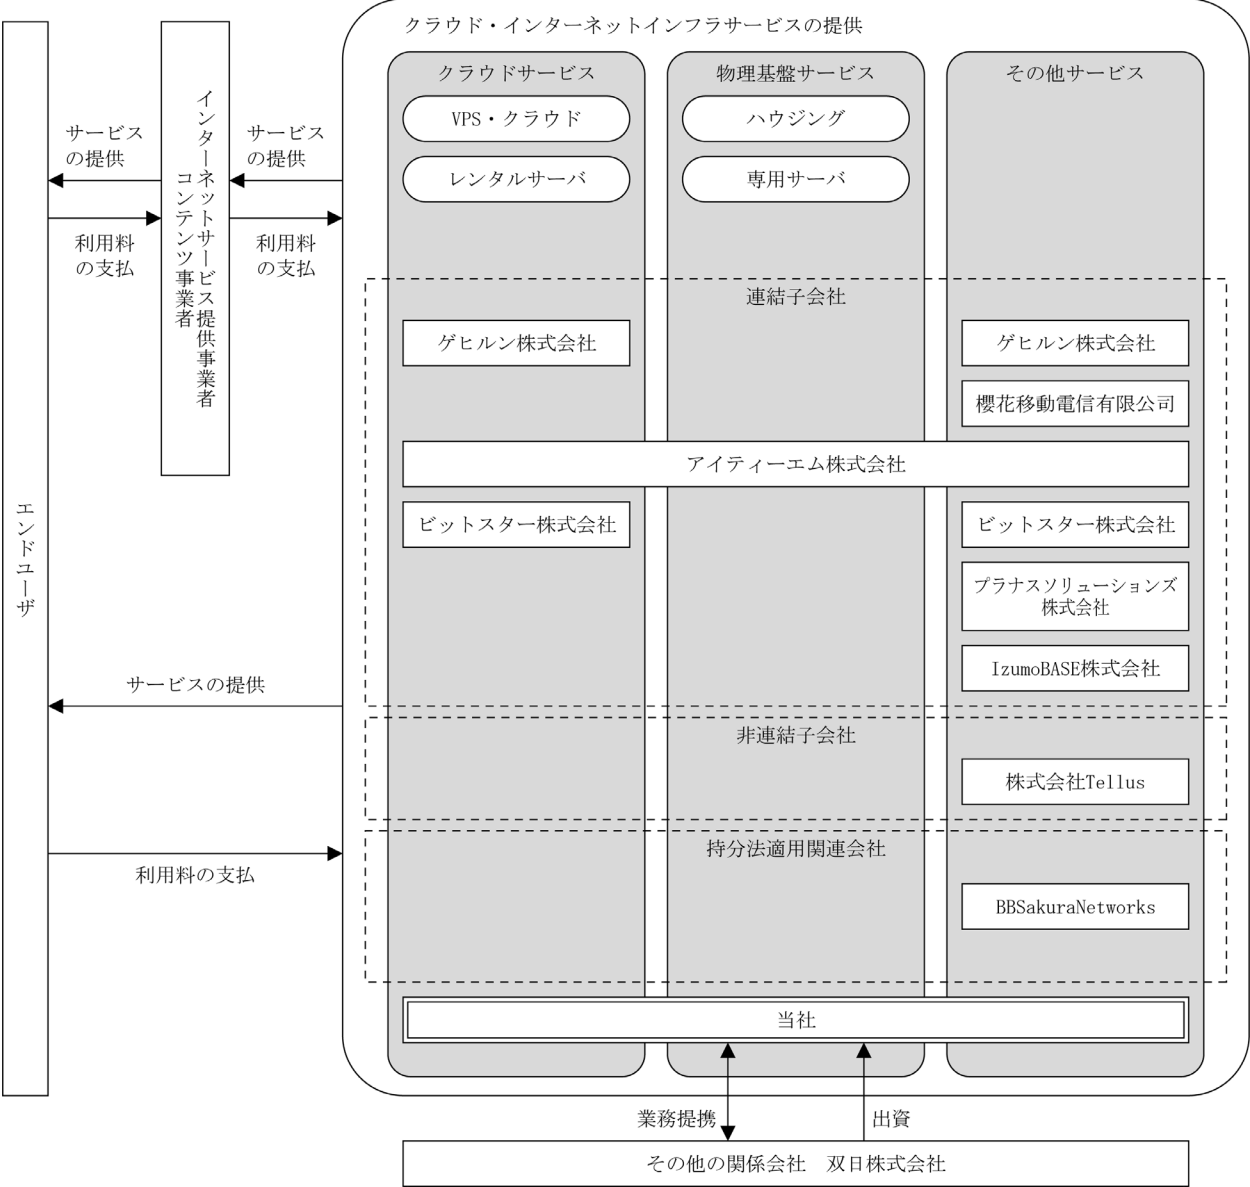 クラウド・インターネットインフラサービスの提供
クラウドサービス
物理基盤サービス
その他サービス
VPS・クラウド
ハウジング
レンタルサーバ
専用サーバ
エンドユーザ
インターネットサービス提供事業者
コンテンツ事業者
サービス
の提供
サービス
の提供
利用料
の支払
利用料
の支払
連結子会社
ゲヒルン株式会社
ゲヒルン株式会社
櫻花移動電信有限公司
アイティーエム株式会社
ビットスター株式会社
ビットスター株式会社
プラナスソリューションズ
株式会社
IzumoBASE株式会社
サービスの提供
非連結子会社
株式会社Tellus
利用料の支払
持分法適用関連会社
BBSakuraNetworks
当社
業務提携
出資
その他の関係会社　双日株式会社